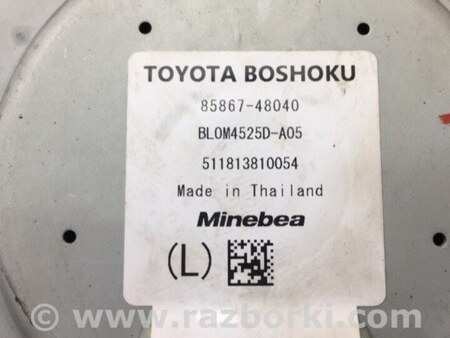 TOYOTA BOSHOKU
85867-48040
BLOM4525D-A05
511813810054
Made in Thailand
Minebea
(L)
© www.razborki.com